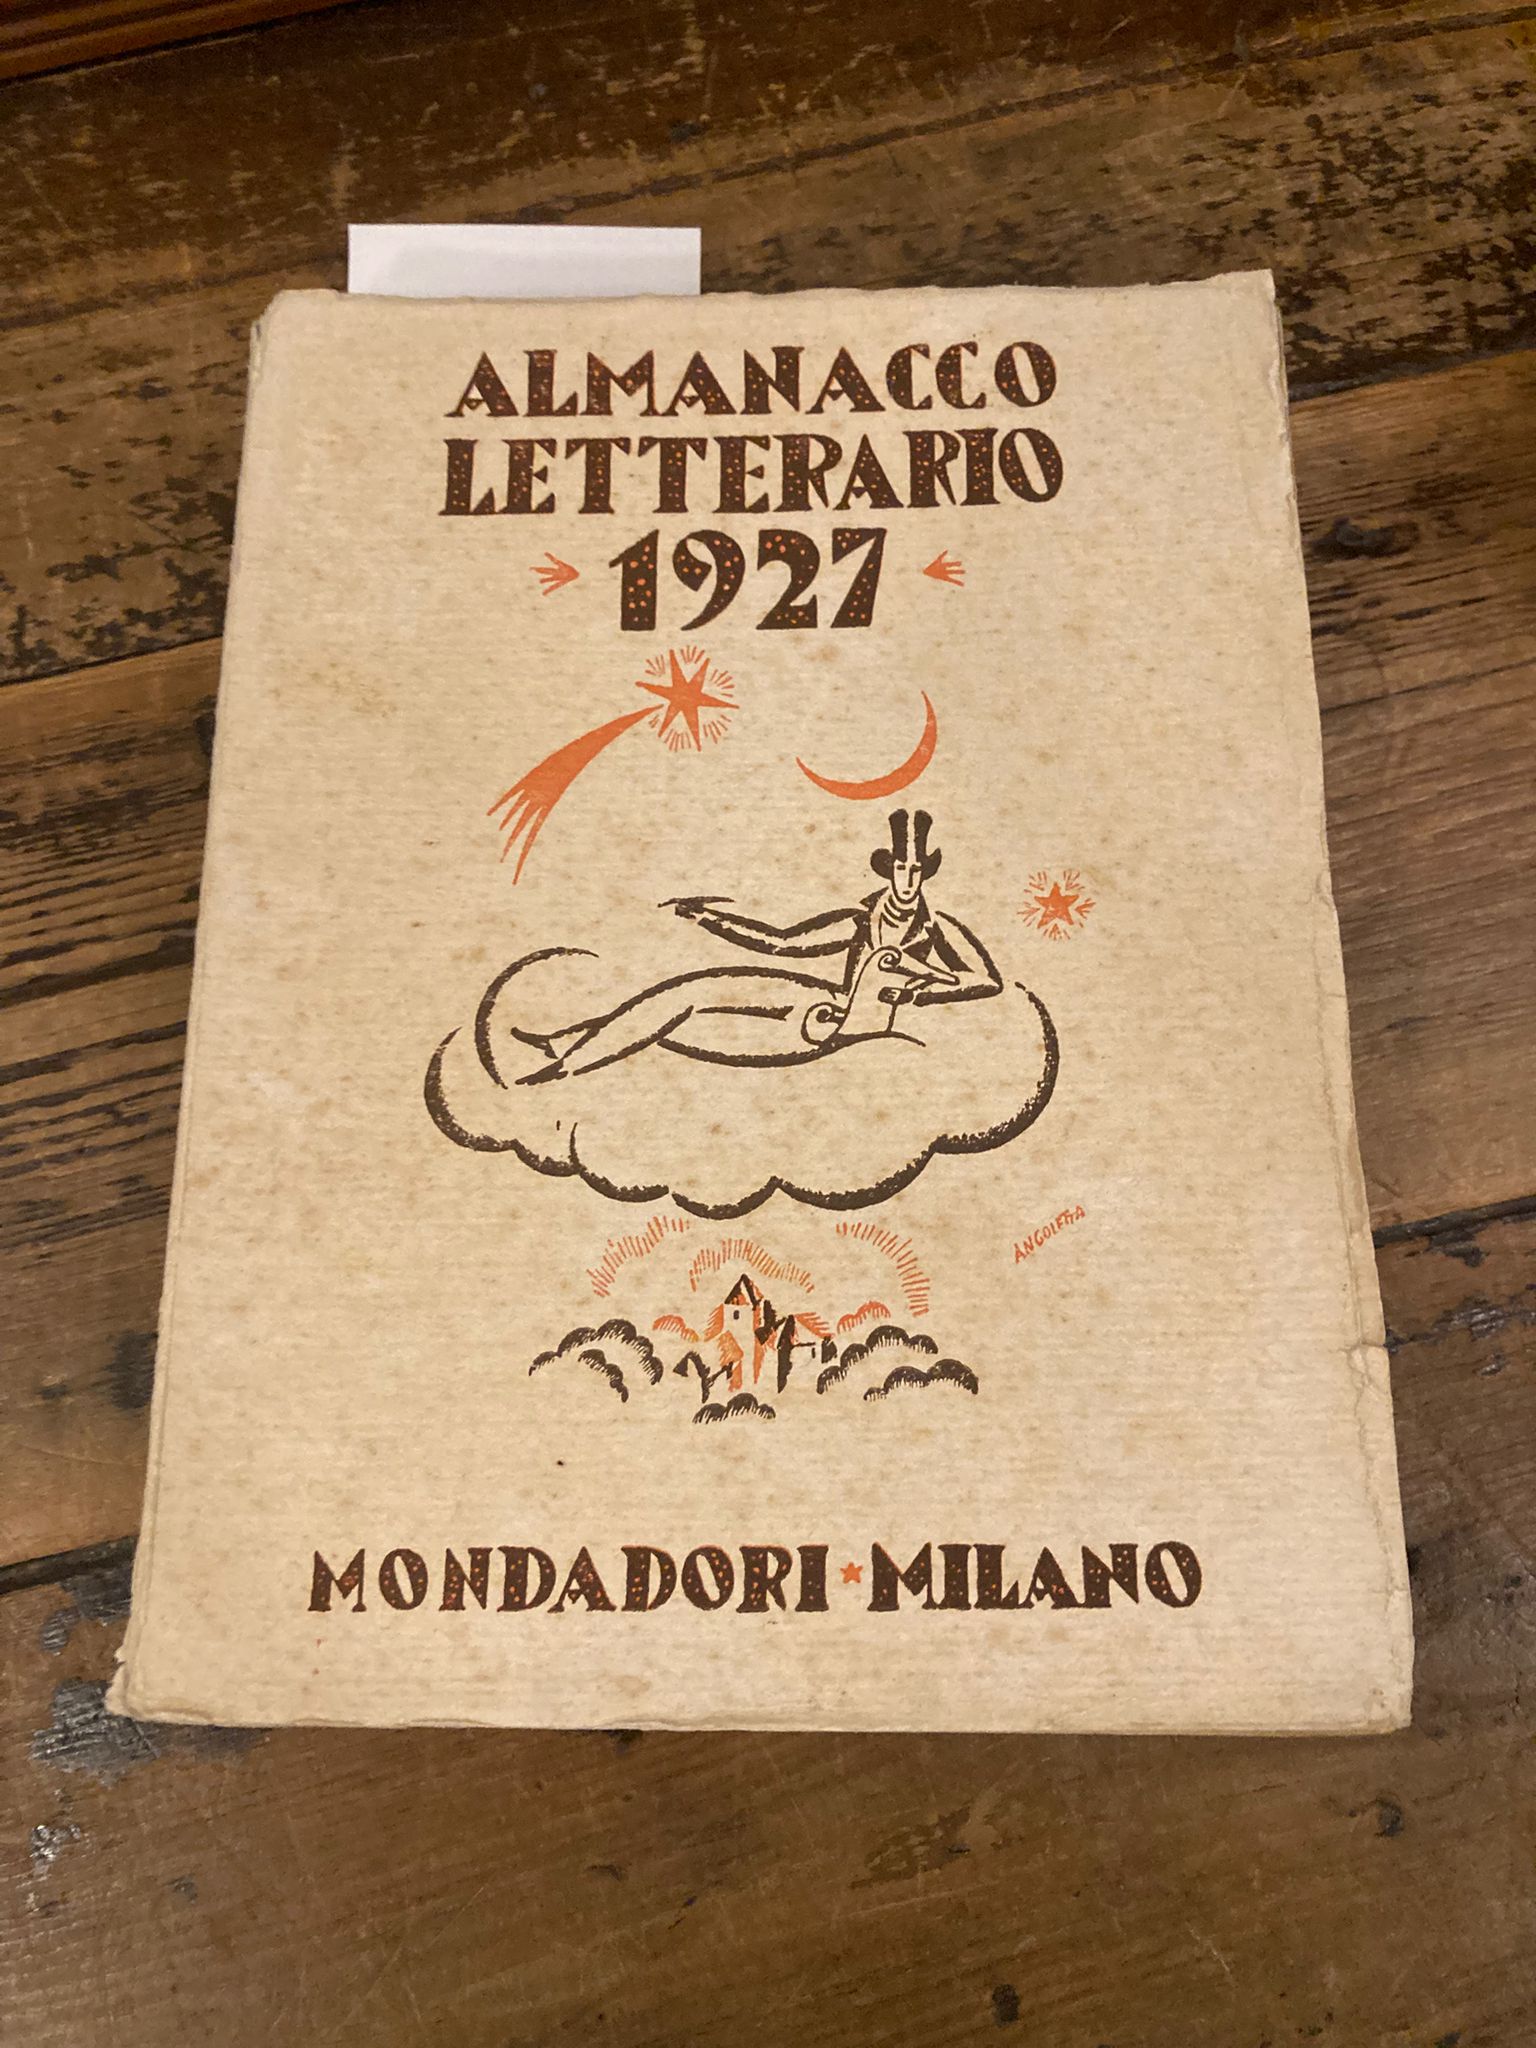 ALMANACCO
LETTERARIO
1927
ANGOLETTA
MONDADORI ★ MILANO